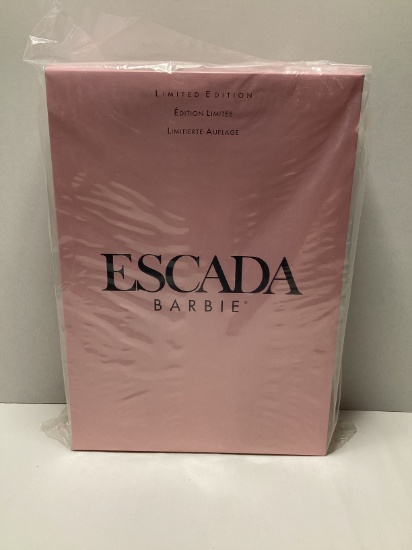 LIMITED EDITION
ÉDITION LIMITÉE
LIMITIERTE AUFLAGE
ESCADA
BARBIE®